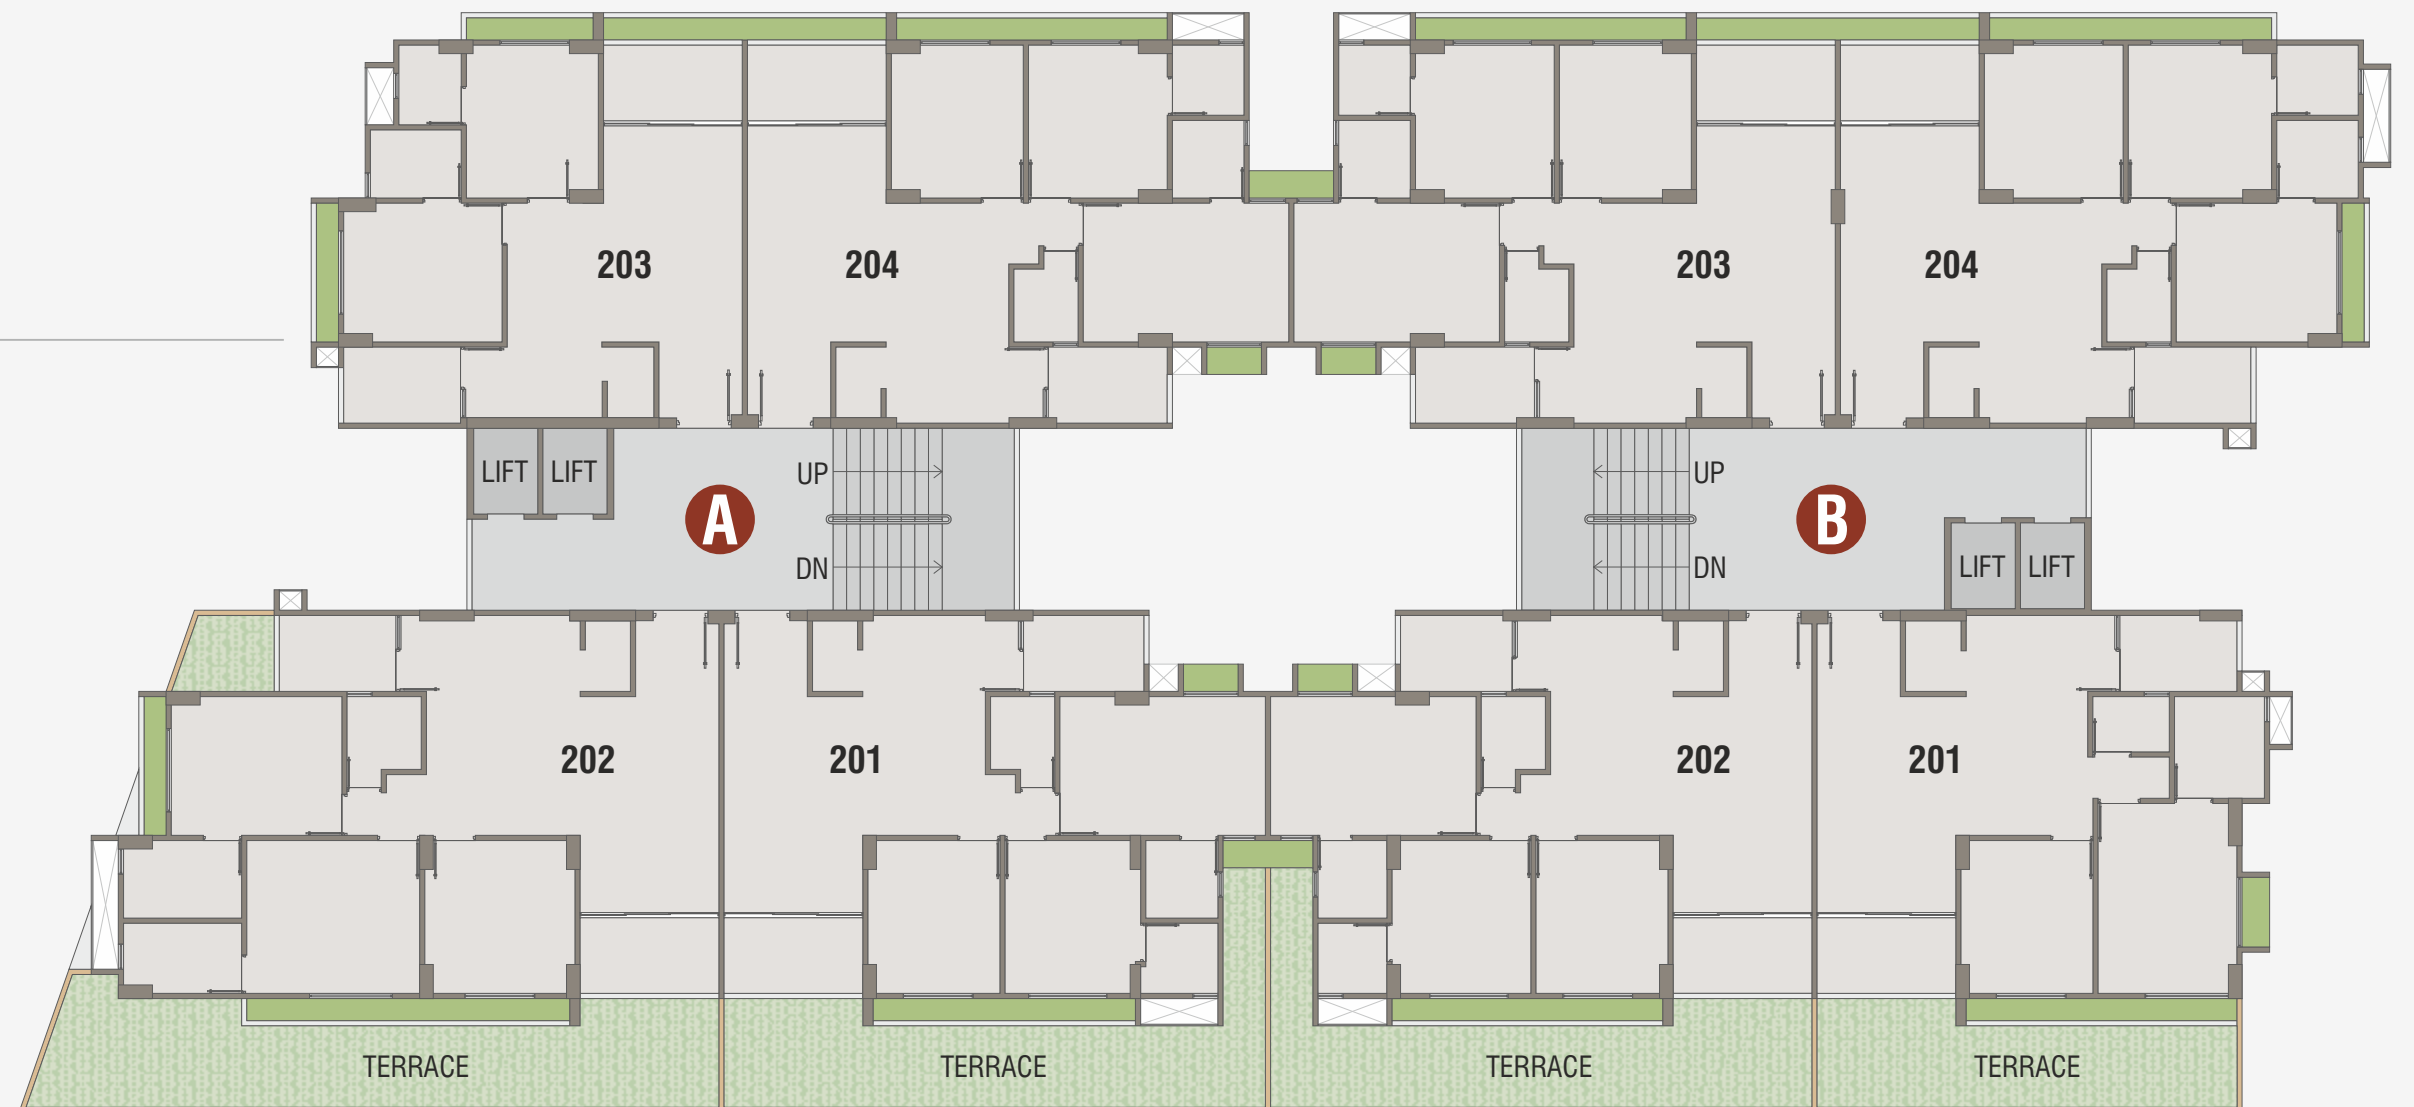 203
204
203
204
LIFT
LIFT
UP
A
DN
UP
B
DN
LIFT
LIFT
202
201
202
201
TERRACE
TERRACE
TERRACE
TERRACE